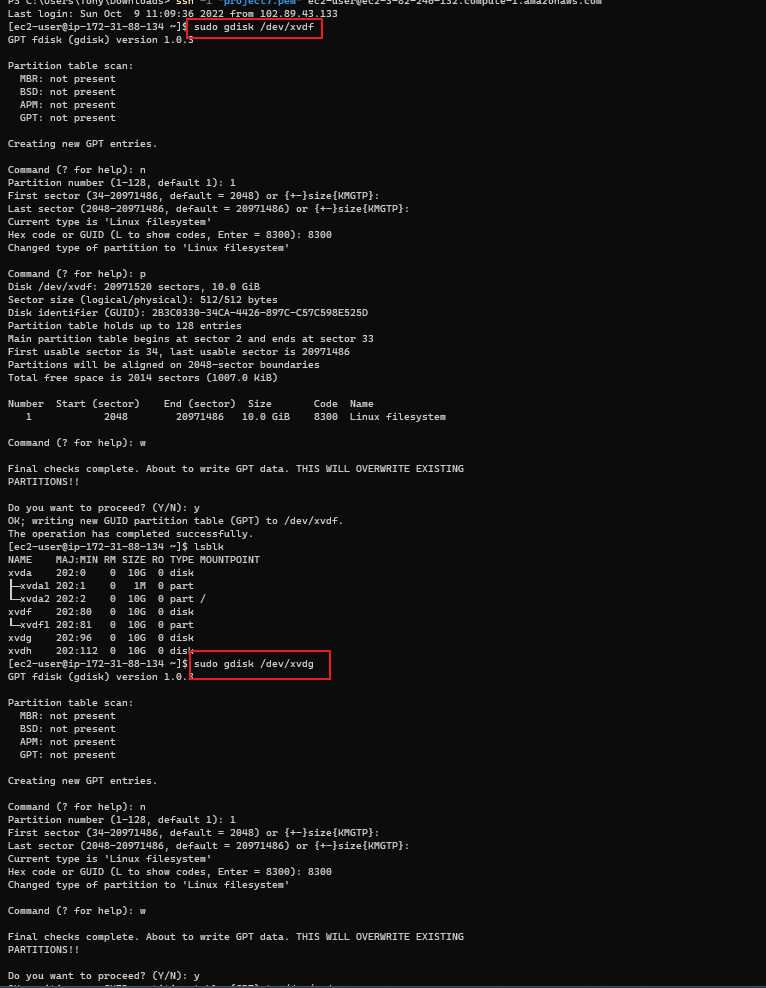 PS C:\Users\Tony\Downloads> ssh -i "project7.pem" ec2-user@ec2-3-82-246-132.compute-1.amazonaws.com
Last login: Sun Oct  9 11:09:36 2022 from 102.89.43.133
[ec2-user@ip-172-31-88-134 ~]$ sudo gdisk /dev/xvdf
GPT fdisk (gdisk) version 1.0.3

Partition table scan:
  MBR: not present
  BSD: not present
  APM: not present
  GPT: not present

Creating new GPT entries.

Command (? for help): n
Partition number (1-128, default 1): 1
First sector (34-20971486, default = 2048) or {+-}size{KMGTP}:
Last sector (2048-20971486, default = 20971486) or {+-}size{KMGTP}:
Current type is 'Linux filesystem'
Hex code or GUID (L to show codes, Enter = 8300): 8300
Changed type of partition to 'Linux filesystem'

Command (? for help): p
Disk /dev/xvdf: 20971520 sectors, 10.0 GiB
Sector size (logical/physical): 512/512 bytes
Disk identifier (GUID): 2B3C0330-34CA-4426-897C-C57C598E525D
Partition table holds up to 128 entries
Main partition table begins at sector 2 and ends at sector 33
First usable sector is 34, last usable sector is 20971486
Partitions will be aligned on 2048-sector boundaries
Total free space is 2014 sectors (1007.0 KiB)

Number  Start (sector)    End (sector)  Size       Code  Name
   1            2048        20971486   10.0 GiB    8300  Linux filesystem

Command (? for help): w

Final checks complete. About to write GPT data. THIS WILL OVERWRITE EXISTING
PARTITIONS!!

Do you want to proceed? (Y/N): y
OK; writing new GUID partition table (GPT) to /dev/xvdf.
The operation has completed successfully.
[ec2-user@ip-172-31-88-134 ~]$ lsblk
NAME    MAJ:MIN RM SIZE RO TYPE MOUNTPOINT
xvda    202:0    0  10G  0 disk
├─xvda1 202:1    0   1M  0 part
└─xvda2 202:2    0  10G  0 part /
xvdf    202:80   0  10G  0 disk
└─xvdf1 202:81   0  10G  0 part
xvdg    202:96   0  10G  0 disk
xvdh    202:112  0  10G  0 disk
[ec2-user@ip-172-31-88-134 ~]$ sudo gdisk /dev/xvdg
GPT fdisk (gdisk) version 1.0.3

Partition table scan:
  MBR: not present
  BSD: not present
  APM: not present
  GPT: not present

Creating new GPT entries.

Command (? for help): n
Partition number (1-128, default 1): 1
First sector (34-20971486, default = 2048) or {+-}size{KMGTP}:
Last sector (2048-20971486, default = 20971486) or {+-}size{KMGTP}:
Current type is 'Linux filesystem'
Hex code or GUID (L to show codes, Enter = 8300): 8300
Changed type of partition to 'Linux filesystem'

Command (? for help): w

Final checks complete. About to write GPT data. THIS WILL OVERWRITE EXISTING
PARTITIONS!!

Do you want to proceed? (Y/N): y